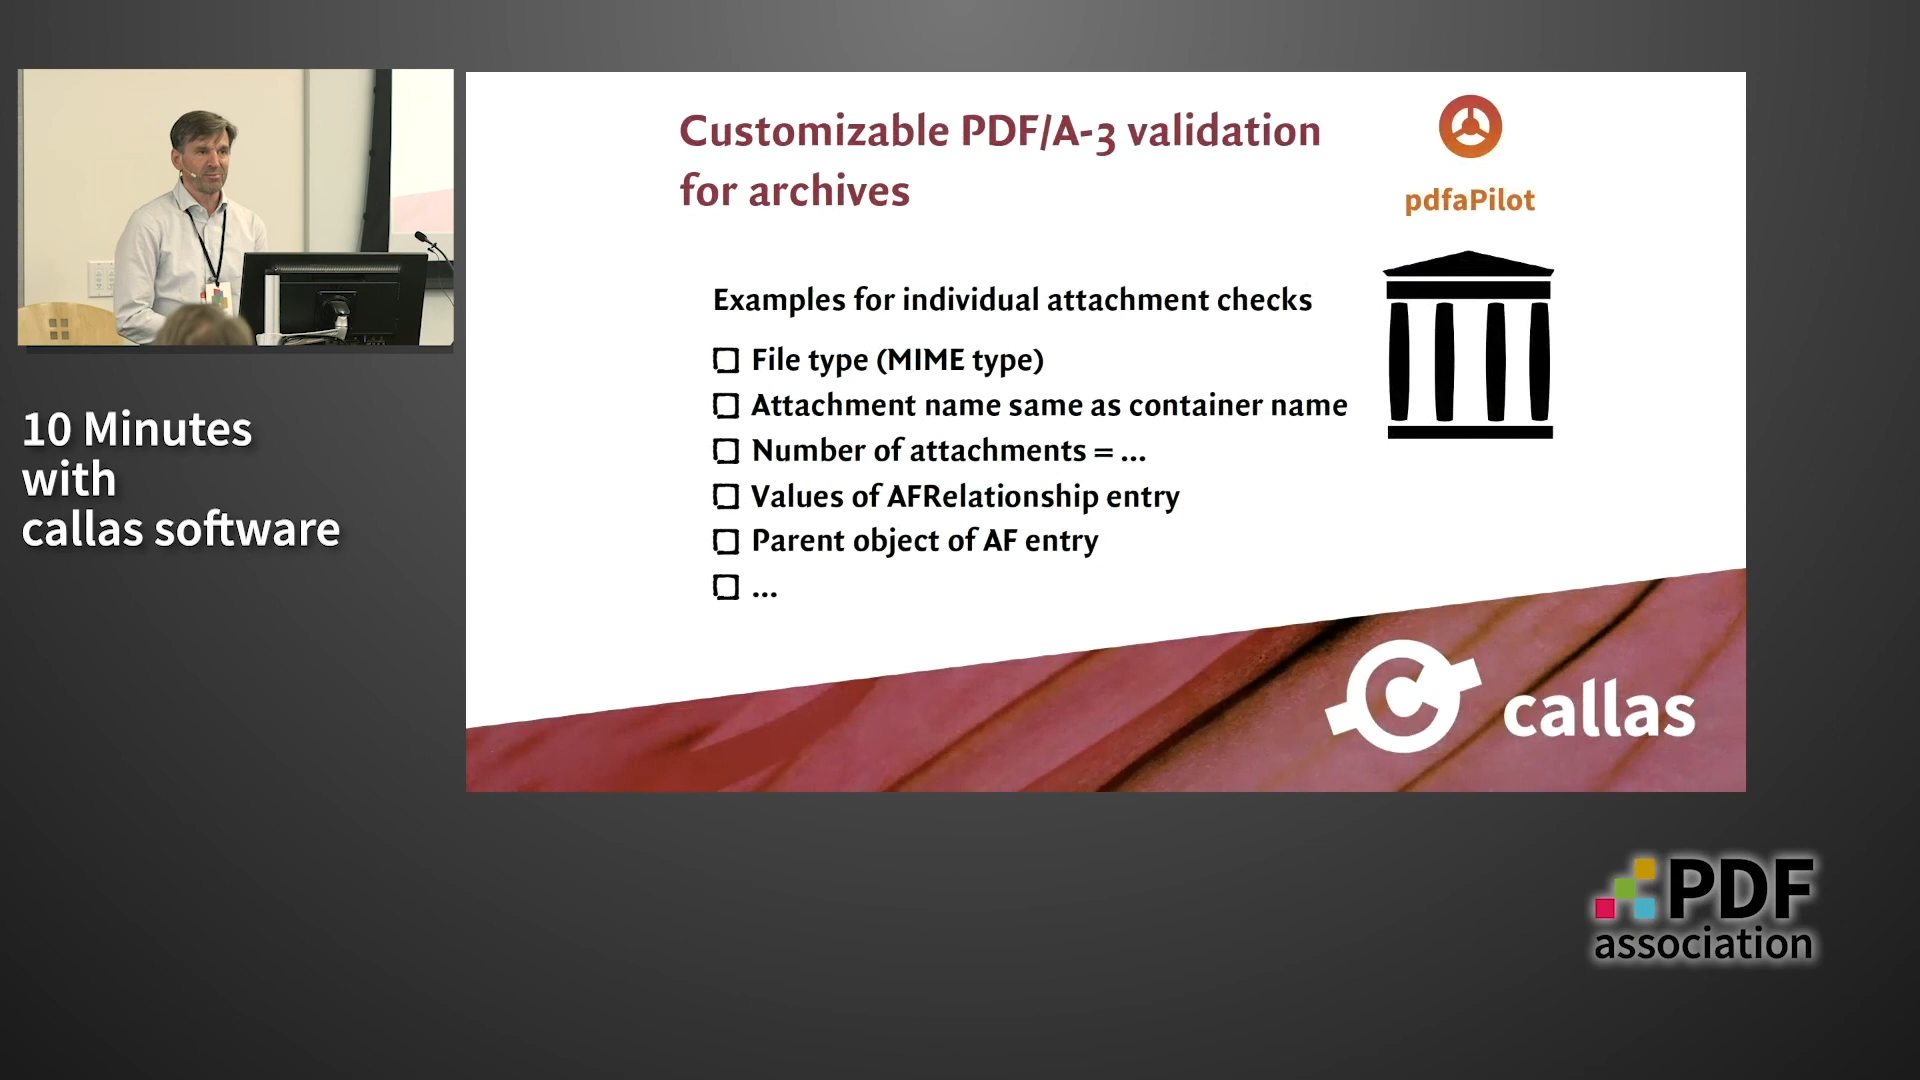 10 Minutes
with
callas software
Customizable PDF/A-3 validation
for archives
pdfaPilot
Examples for individual attachment checks
File type (MIME type)
Attachment name same as container name
Number of attachments = ...
Values of AFRelationship entry
Parent object of AF entry
...
callas
PDF
association